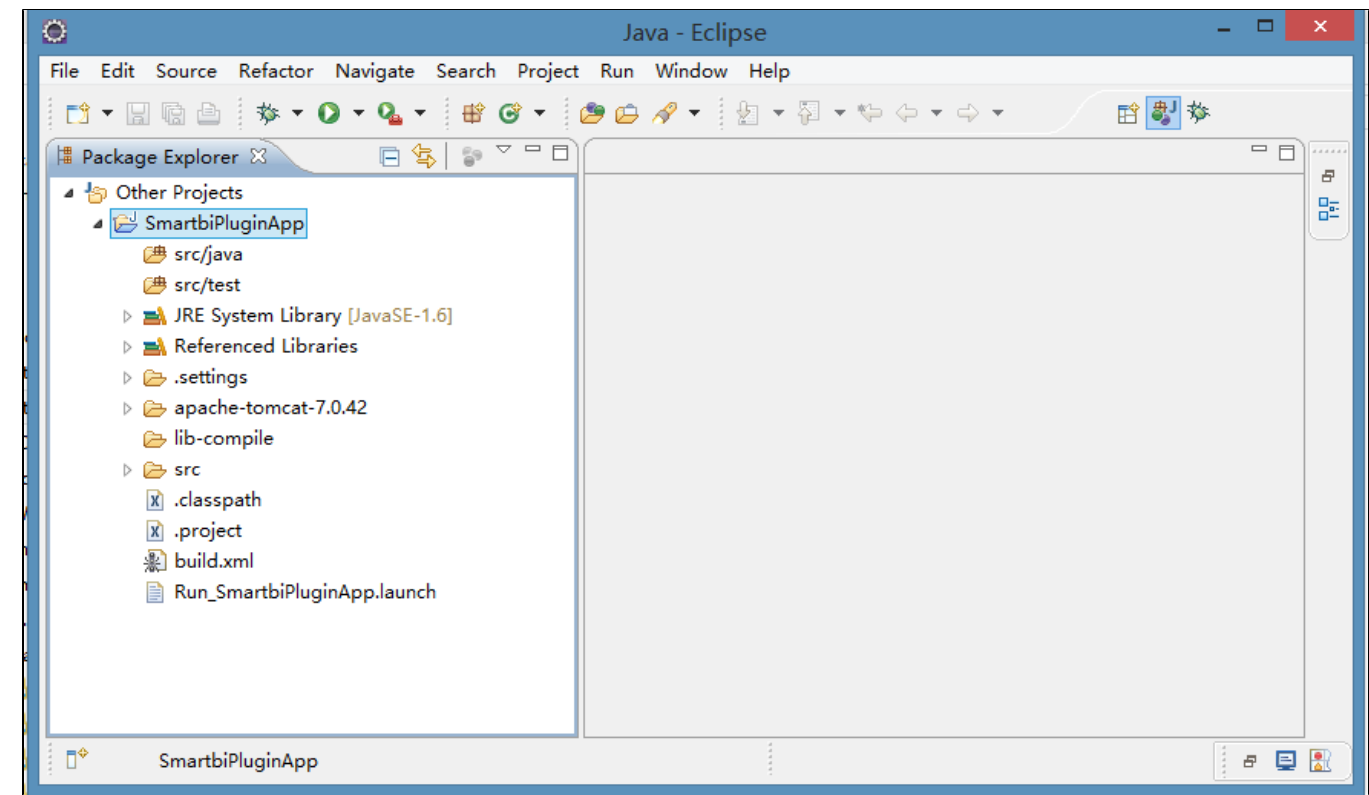 Java - Eclipse
File Edit Source Refactor Navigate Search Project Run Window Help
Package Explorer
Other Projects
SmartbiPluginApp
src/java
src/test
JRE System Library [JavaSE-1.6]
Referenced Libraries
.settings
apache-tomcat-7.0.42
lib-compile
src
.classpath
.project
build.xml
Run_SmartbiPluginApp.launch
SmartbiPluginApp